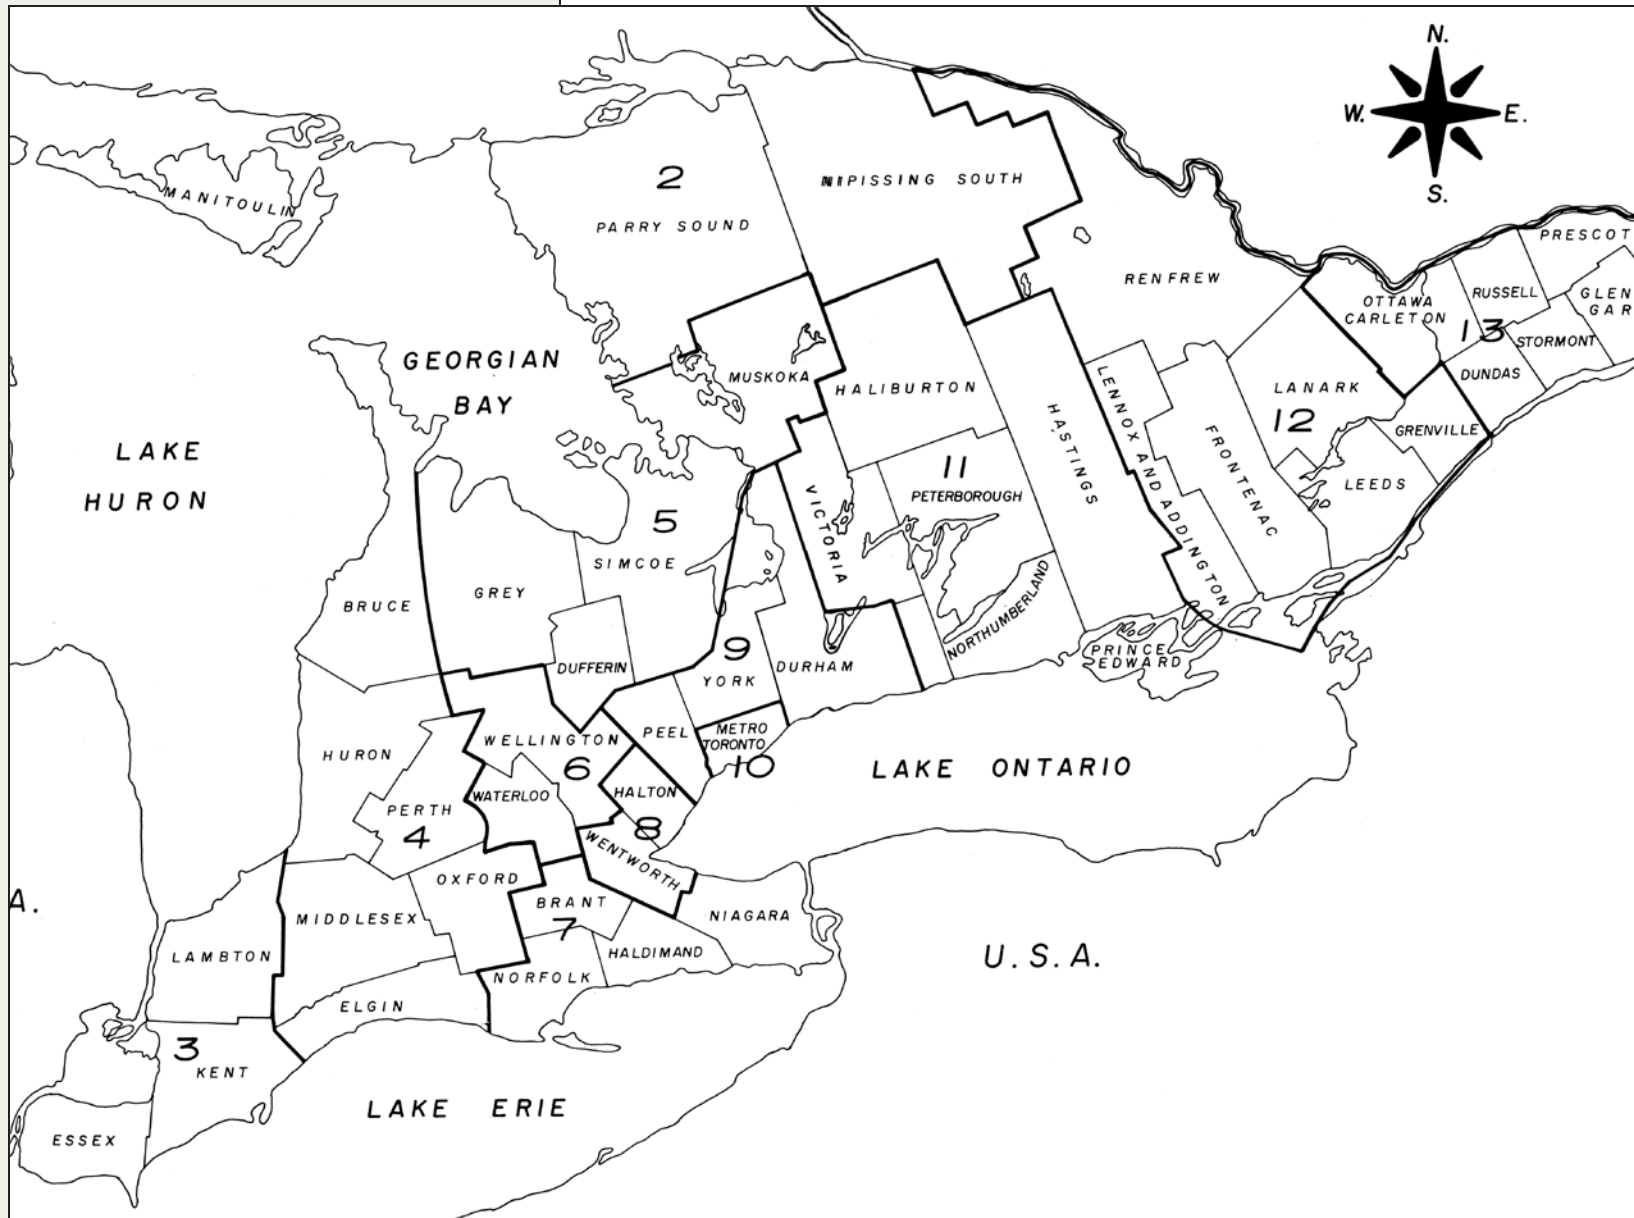 N.
W.
E.
S.
2
NIPISSING SOUTH
MANITOULIN
PARRY SOUND
PRESCOT
RENFREW
OTTAWA
CARLETON
RUSSELL
GLEN
GAR
13
STORMONT
GEORGIAN
BAY
MUSKOKA
HALIBURTON
DUNDAS
LANARK
12
GRENVILLE
LENNOX AND ADDINGTON
HASTINGS
FRONTENAC
LEEDS
LAKE
HURON
11
PETERBOROUGH
VICTORIA
5
SIMCOE
GREY
BRUCE
NORTHUMBERLAND
9
YORK
DURHAM
DUFFERIN
PRINCE
EDWARD
PEEL
METRO
TORONTO
10
WELLINGTON
6
HURON
LAKE ONTARIO
HALTON
8
WATERLOO
PERTH
4
WENTWORTH
OXFORD
A.
BRANT
7
MIDDLESEX
NIAGARA
HALDIMAND
LAMBTON
NORFOLK
U.S.A.
ELGIN
3
KENT
LAKE ERIE
ESSEX